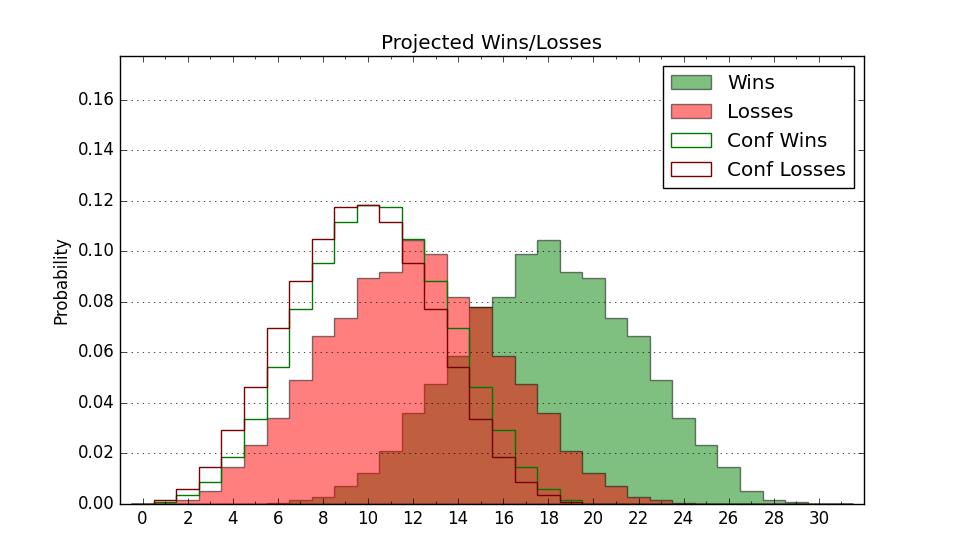 Projected Wins/Losses
Wins
Losses
Conf Wins
Conf Losses
Probability
0.16
0.14
0.12
0.10
0.08
0.06
0.04
0.02
0.00
0 2 4 6 8 10 12 14 16 18 20 22 24 26 28 30